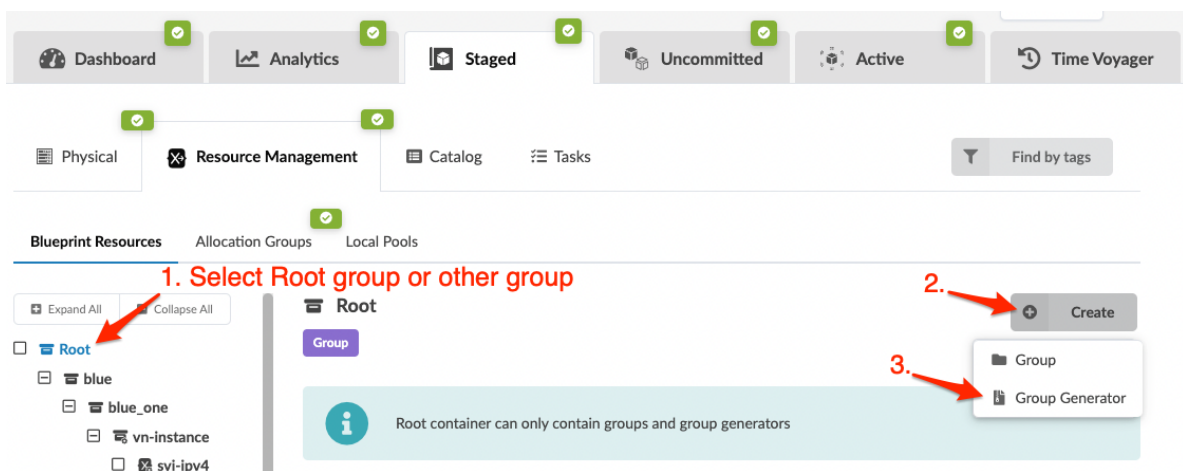 Dashboard
Analytics
Staged
Uncommitted
Active
Time Voyager
Physical
Resource Management
Catalog
Tasks
Find by tags
Blueprint Resources
Allocation Groups
Local Pools
1. Select Root group or other group
Expand All
Collapse All
Root
2.
Create
Root
Group
Group
blue
3.
Group Generator
blue_one
Root container can only contain groups and group generators
vn-instance
svi-ipv4